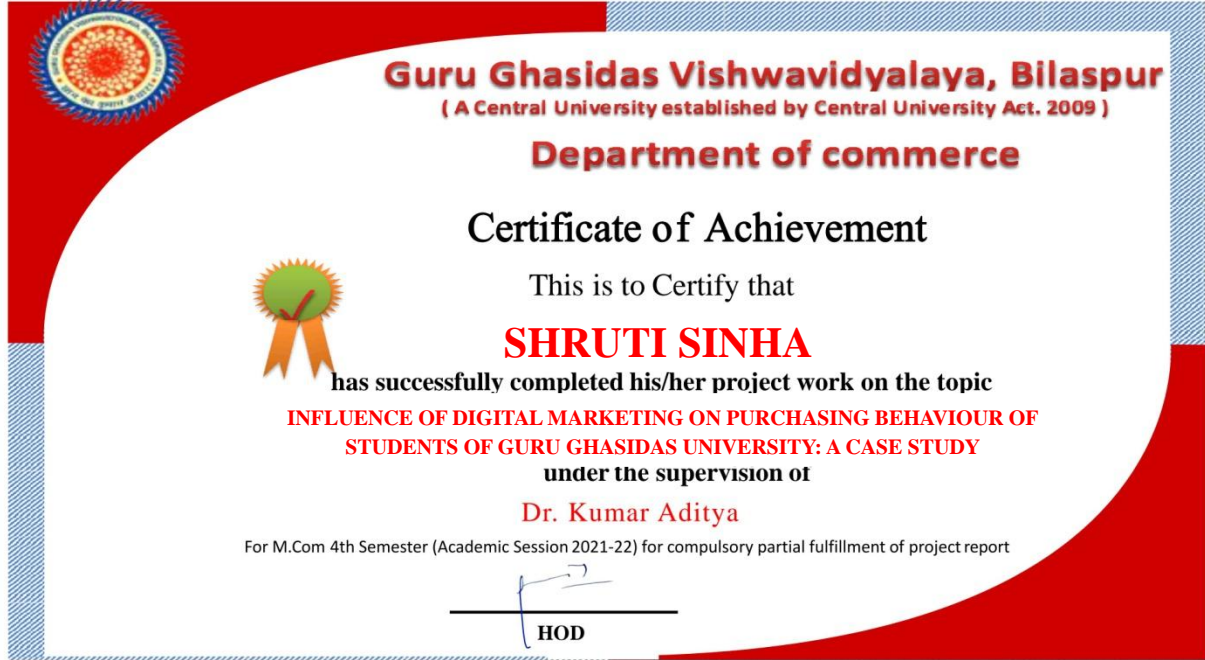 Guru Ghasidas Vishwavidyalaya, Bilaspur
( A Central University established by Central University Act. 2009 )
Department of commerce
Certificate of Achievement
This is to Certify that
SHRUTI SINHA
has successfully completed his/her project work on the topic
INFLUENCE OF DIGITAL MARKETING ON PURCHASING BEHAVIOUR OF
STUDENTS OF GURU GHASIDAS UNIVERSITY: A CASE STUDY
under the supervision of
Dr. Kumar Aditya
For M.Com 4th Semester (Academic Session 2021-22) for compulsory partial fulfillment of project report
HOD